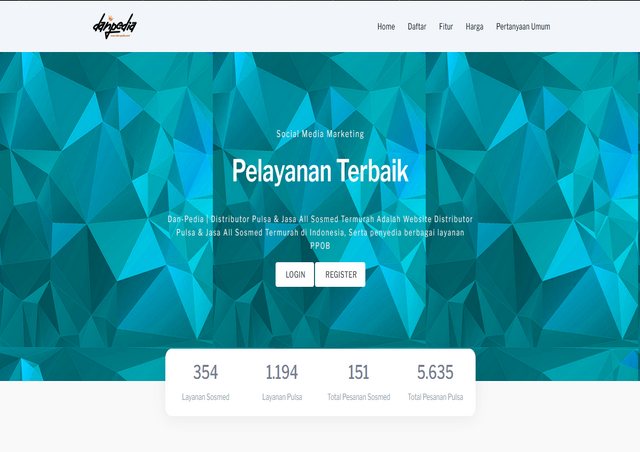 danpedia
Home Daftar Fitur Harga Pertanyaan Umum
Social Media Marketing
Pelayanan Terbaik
Dan-Pedia | Distributor Pulsa & Jasa All Sosmed Termurah Adalah Website Distributor
Pulsa & Jasa All Sosmed Termurah di Indonesia, Serta penyedia berbagai layanan
PPOB
LOGIN REGISTER
354 1.194 151 5.635
Layanan Sosmed Layanan Pulsa Total Pesanan Sosmed Total Pesanan Pulsa